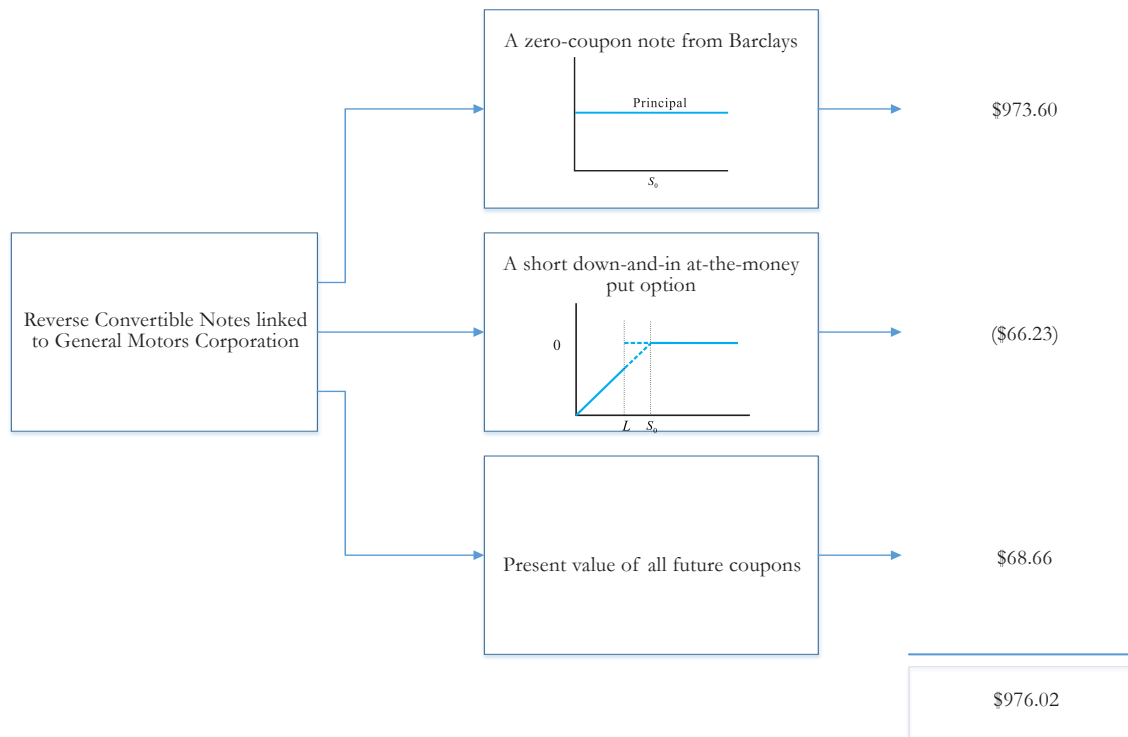 A zero-coupon note from Barclays
Principal
S₀
$973.60
Reverse Convertible Notes linked
to General Motors Corporation
A short down-and-in at-the-money
put option
0
L S₀
($66.23)
Present value of all future coupons
$68.66
$976.02